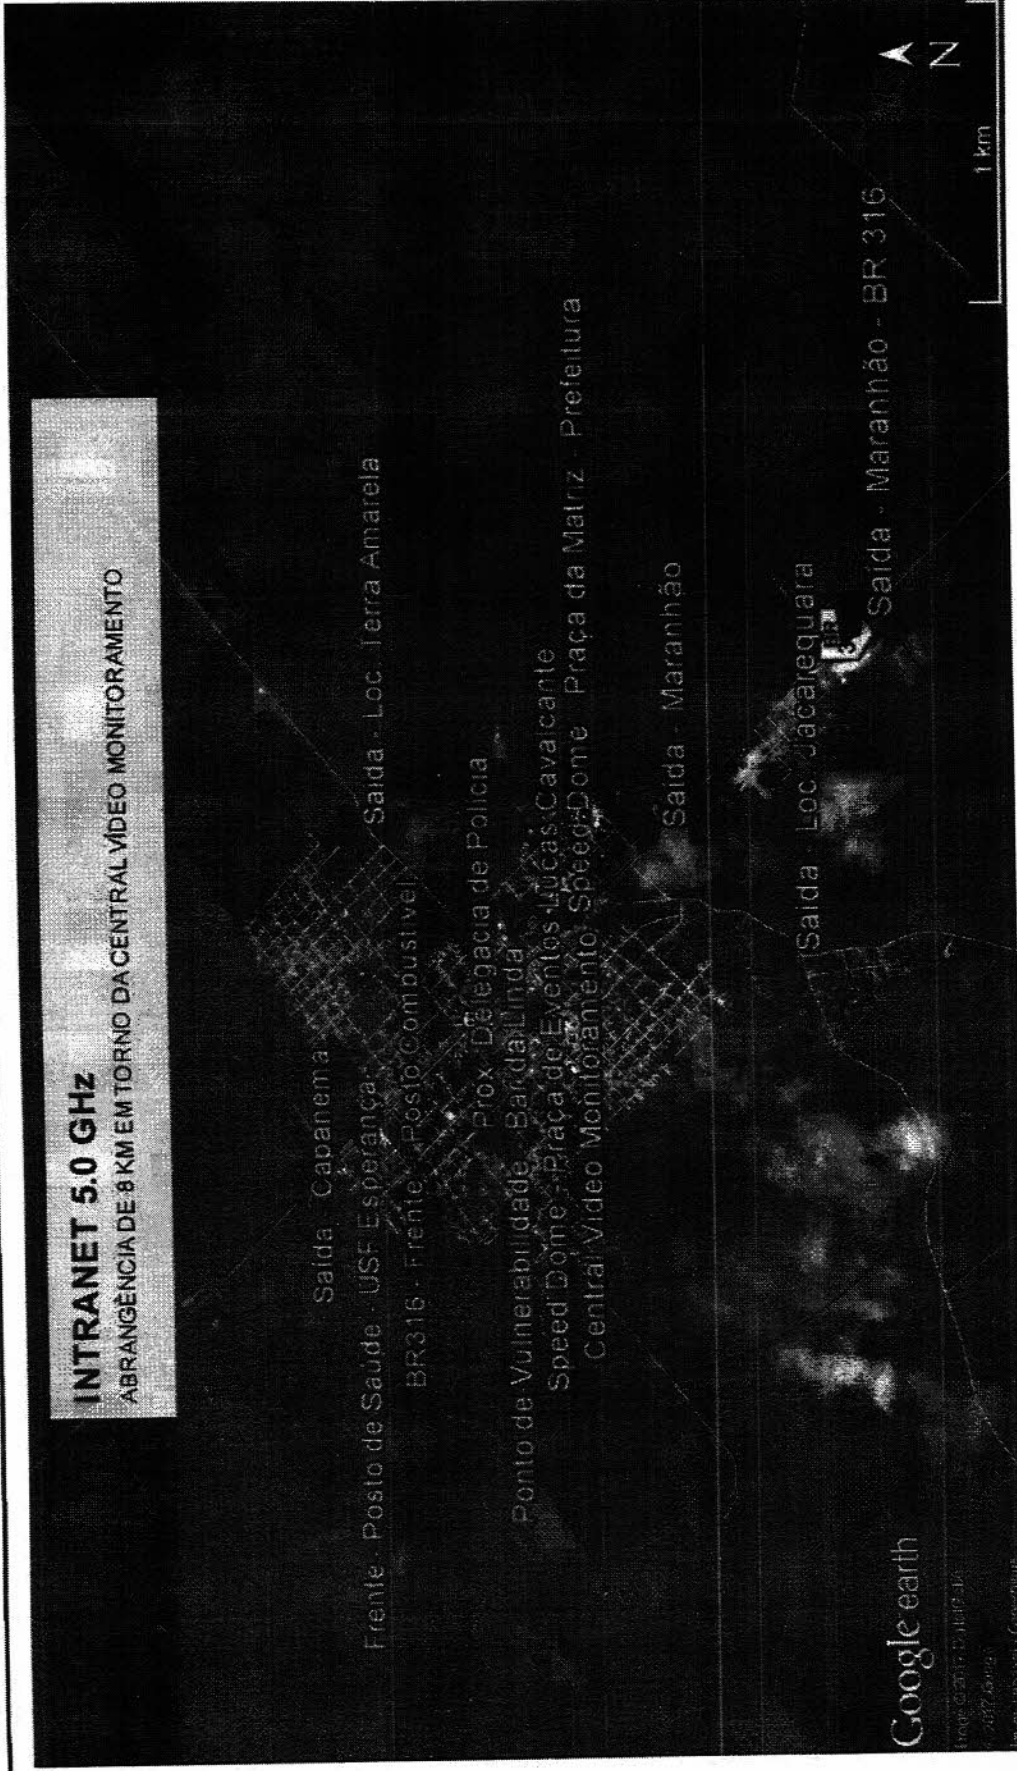 INTRANET 5.0 GHz
ABRANGÊNCIA DE 8 KM EM TORNO DA CENTRAL VÍDEO MONITORAMENTO
Saída - Capanema
Frente - Posto de Saúde - USF Esperança
Saída - Loc. Terra Amarela
BR316 - Frente Posto Combustivel
Prox. Delegacia de Polícia
Ponto de Vulnerabilidade - Bar da Linda
Speed Dome - Praça de Eventos Lucas Cavalcante
Central Vídeo Monitoramento Speed Dome - Praça da Matriz - Prefeitura
Saída - Maranhão
Saída - Loc. Jacarequara
Saída - Maranhão - BR 316
Google earth
N
1 km